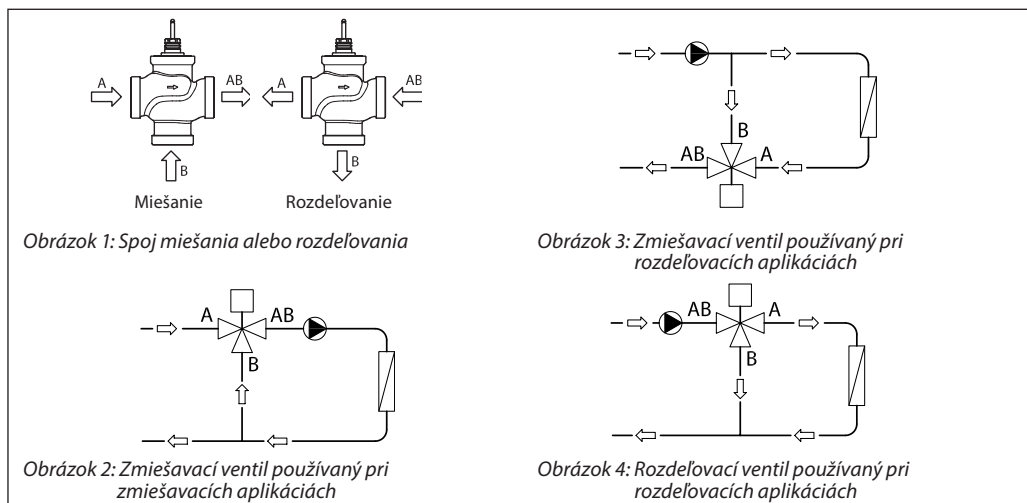 A
AB
B
Miešanie
A
AB
B
Rozdeľovanie
Obrázok 1: Spoj miešania alebo rozdeľovania
B
AB
A
Obrázok 3: Zmiešavací ventil používaný pri
rozdeľovacích aplikáciách
A
AB
B
Obrázok 2: Zmiešavací ventil používaný pri
zmiešavacích aplikáciách
AB
A
B
Obrázok 4: Rozdeľovací ventil používaný pri
rozdeľovacích aplikáciách